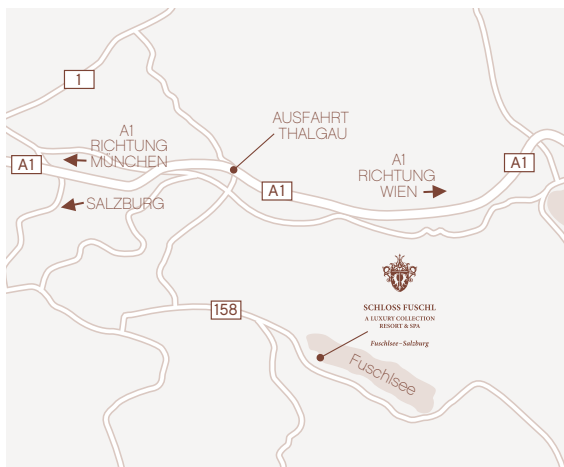 1
AUSFAHRT
THALGAU
A1
RICHTUNG
MÜNCHEN
A1
A1
RICHTUNG
WIEN
A1
A1
SALZBURG
158
SCHLOSS FUSCHL
A LUXURY COLLECTION
RESORT & SPA
Fuschlsee–Salzburg
Fuschlsee